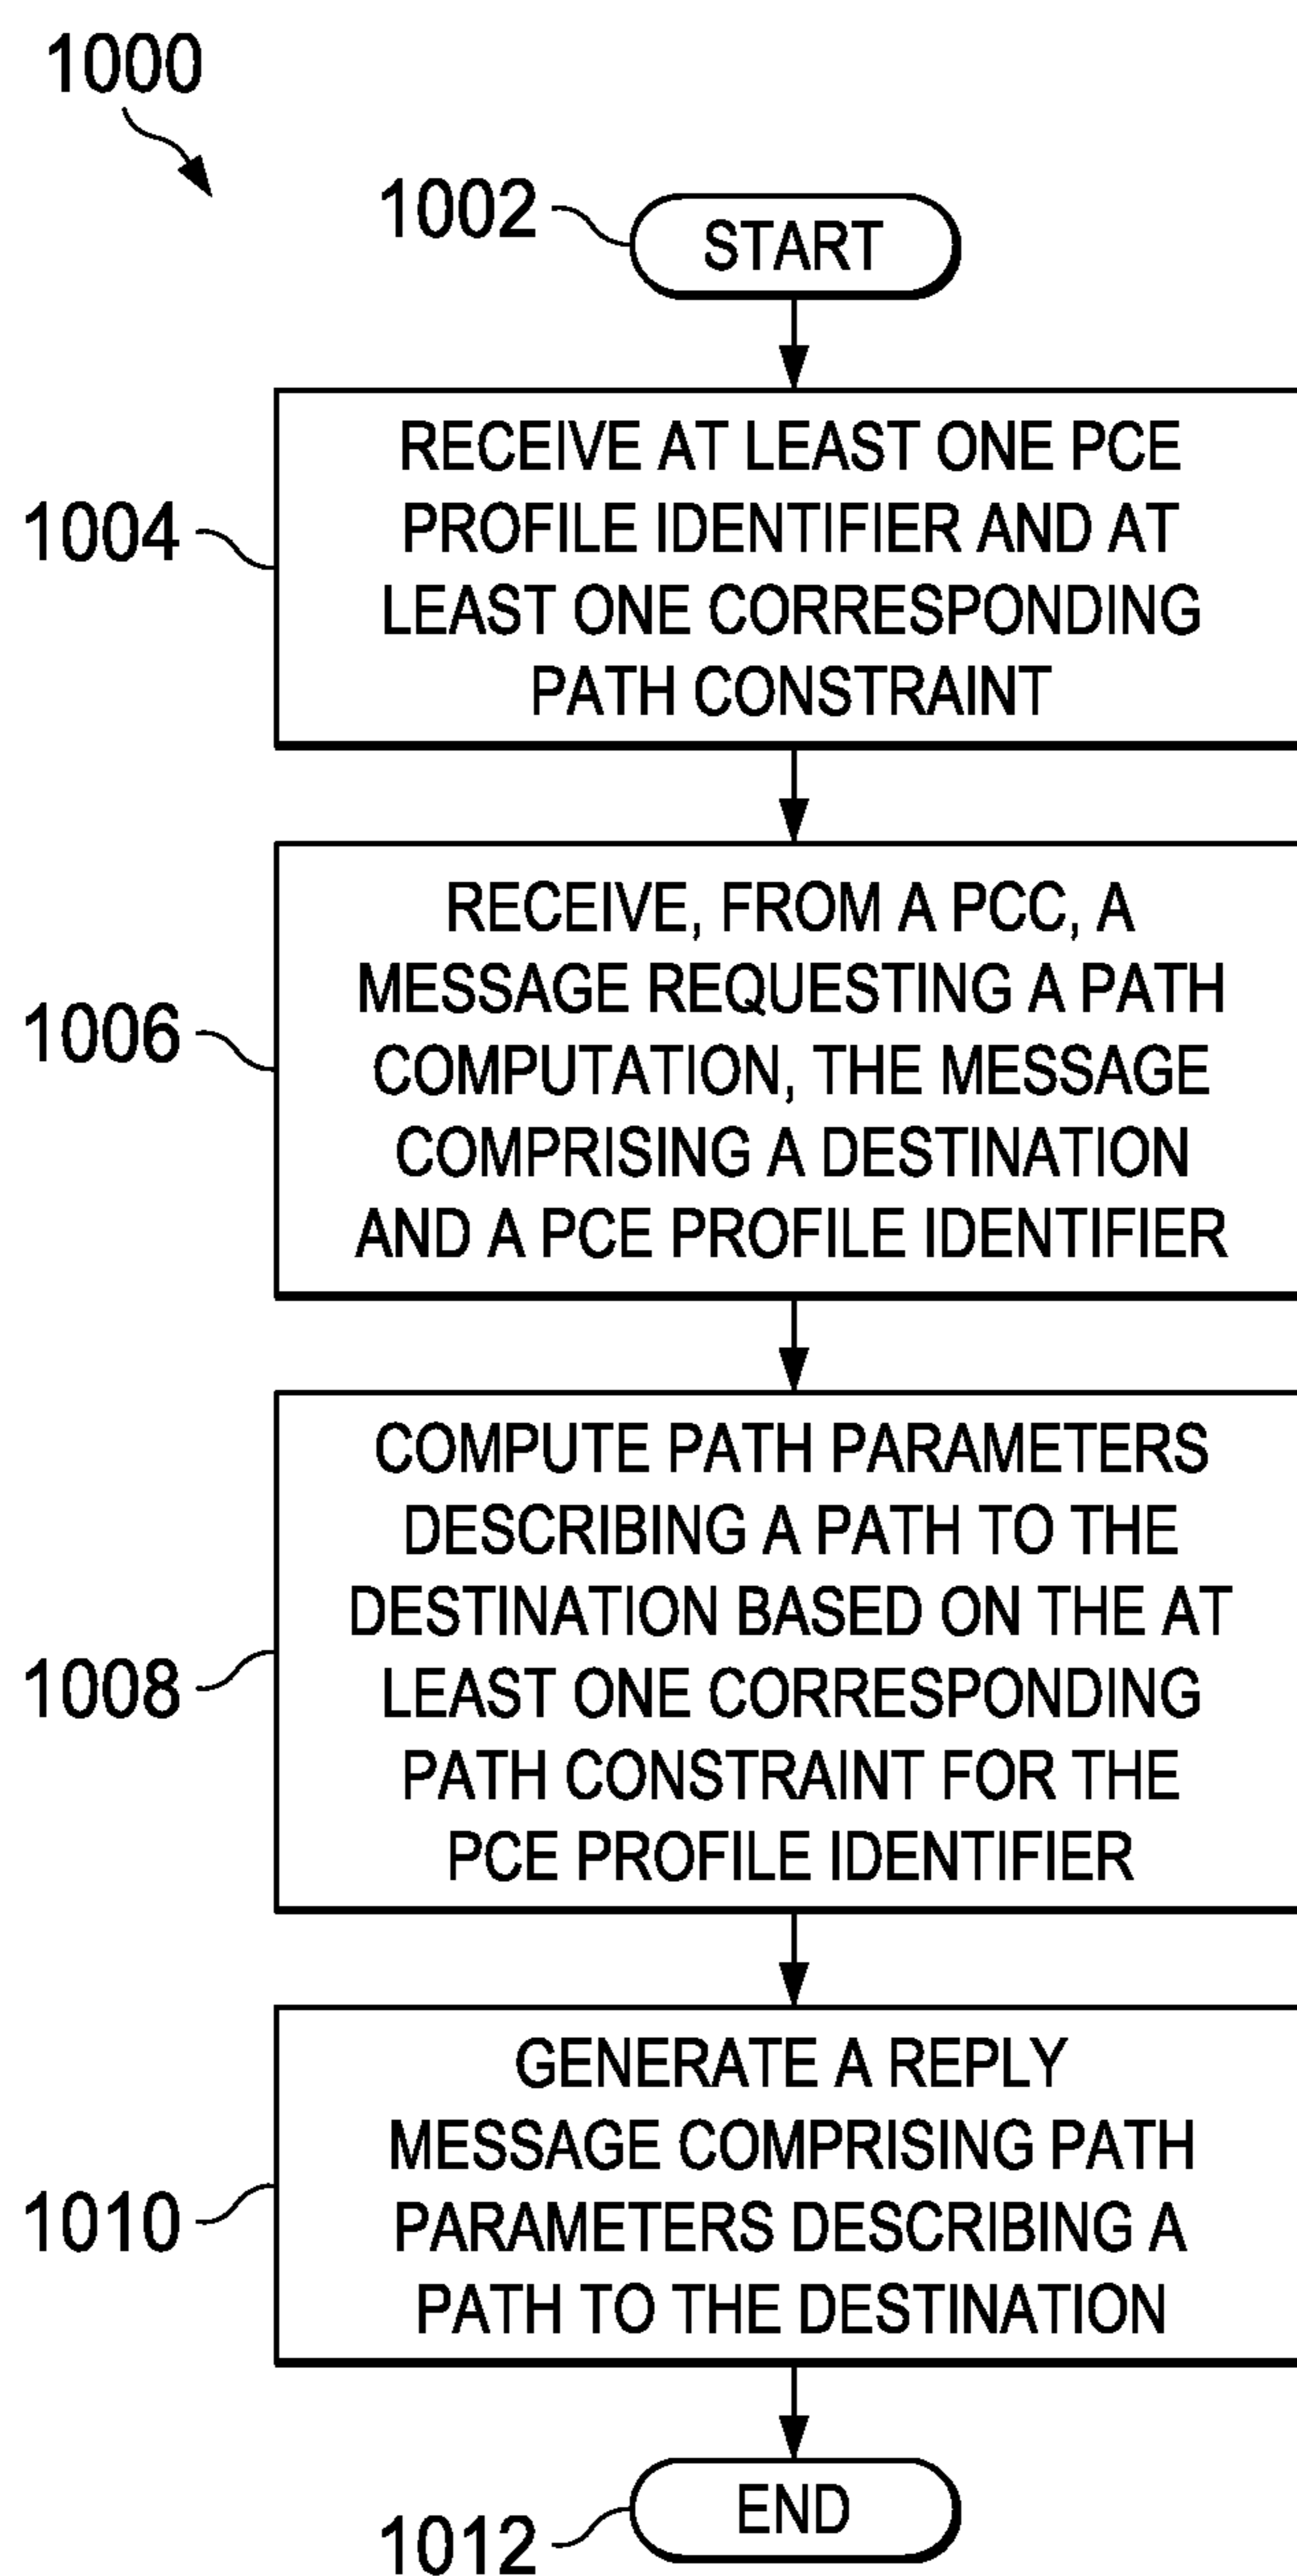 1000
1002
START
1004
RECEIVE AT LEAST ONE PCE
PROFILE IDENTIFIER AND AT
LEAST ONE CORRESPONDING
PATH CONSTRAINT
1006
RECEIVE, FROM A PCC, A
MESSAGE REQUESTING A PATH
COMPUTATION, THE MESSAGE
COMPRISING A DESTINATION
AND A PCE PROFILE IDENTIFIER
1008
COMPUTE PATH PARAMETERS
DESCRIBING A PATH TO THE
DESTINATION BASED ON THE AT
LEAST ONE CORRESPONDING
PATH CONSTRAINT FOR THE
PCE PROFILE IDENTIFIER
1010
GENERATE A REPLY
MESSAGE COMPRISING PATH
PARAMETERS DESCRIBING A
PATH TO THE DESTINATION
1012
END